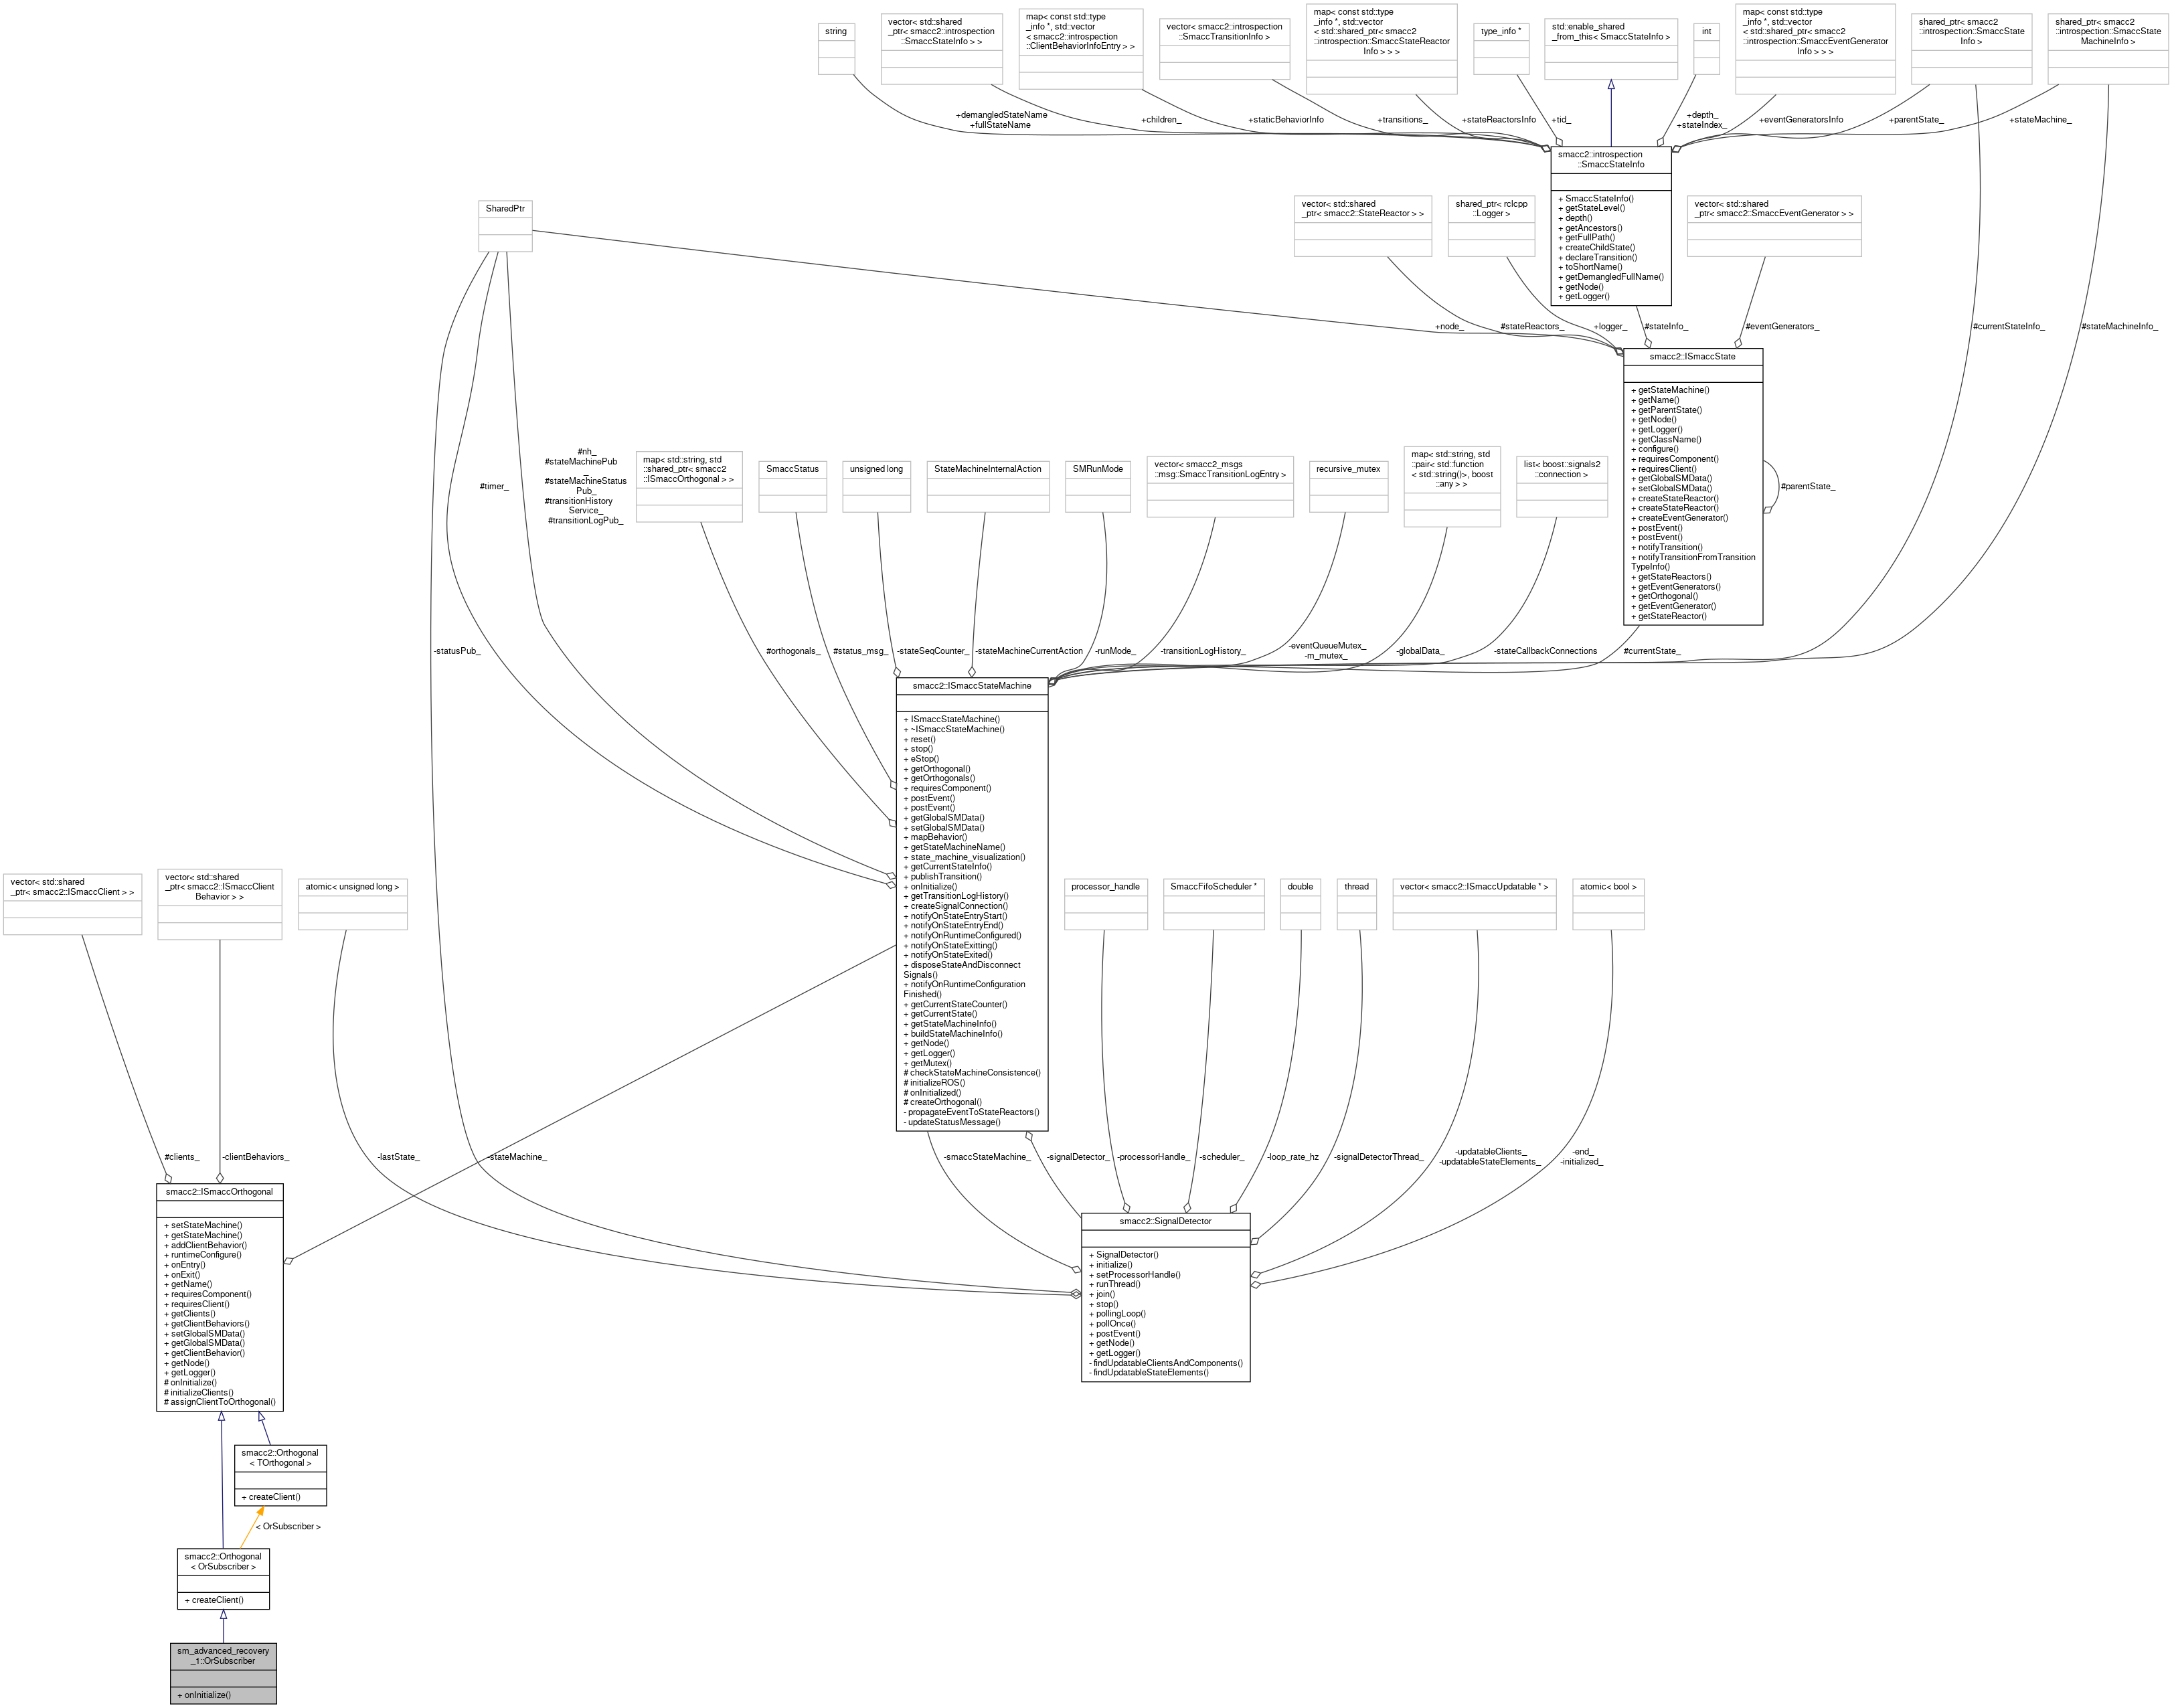 string
vector< std::shared
_ptr< smacc2::introspection
::SmaccStateInfo > >
map< const std::type
_info *, std::vector
< smacc2::introspection
::ClientBehaviorInfoEntry > >
vector< smacc2::introspection
::SmaccTransitionInfo >
map< const std::type
_info *, std::vector
< std::shared_ptr< smacc2
::introspection::SmaccStateReactor
Info > > >
type_info *
std::enable_shared
_from_this< SmaccStateInfo >
int
map< const std::type
_info *, std::vector
< std::shared_ptr< smacc2
::introspection::SmaccEventGenerator
Info > > >
shared_ptr< smacc2
::introspection::SmaccState
Info >
shared_ptr< smacc2
::introspection::SmaccState
MachineInfo >
+demangledStateName
+fullStateName
+children_
+staticBehaviorInfo
+transitions_
+stateReactorsInfo
+tid_
+depth_
+stateIndex_
+eventGeneratorsInfo
+parentState_
+stateMachine_
smacc2::introspection
::SmaccStateInfo
+ SmaccStateInfo()
+ getStateLevel()
+ depth()
+ getAncestors()
+ getFullPath()
+ createChildState()
+ declareTransition()
+ toShortName()
+ getDemangledFullName()
+ getNode()
+ getLogger()
SharedPtr
vector< std::shared
_ptr< smacc2::StateReactor > >
shared_ptr< rclcpp
::Logger >
vector< std::shared
_ptr< smacc2::SmaccEventGenerator > >
+node_
#stateReactors_
+logger_
#stateInfo_
#eventGenerators_
#currentStateInfo_
#stateMachineInfo_
smacc2::ISmaccState
+ getStateMachine()
+ getName()
+ getParentState()
+ getNode()
+ getLogger()
+ getClassName()
+ configure()
+ requiresComponent()
+ requiresClient()
+ getGlobalSMData()
+ setGlobalSMData()
+ createStateReactor()
+ createStateReactor()
+ createEventGenerator()
+ postEvent()
+ postEvent()
+ notifyTransition()
+ notifyTransitionFromTransition
TypeInfo()
+ getStateReactors()
+ getEventGenerators()
+ getOrthogonal()
+ getEventGenerator()
+ getStateReactor()
#parentState_
#timer_
#nh_
#stateMachinePub
_
#stateMachineStatus
Pub_
#transitionHistory
Service_
#transitionLogPub_
map< std::string, std
::shared_ptr< smacc2
::ISmaccOrthogonal > >
SmaccStatus
unsigned long
StateMachineInternalAction
SMRunMode
vector< smacc2_msgs
::msg::SmaccTransitionLogEntry >
recursive_mutex
map< std::string, std
::pair< std::function
< std::string()>, boost
::any > >
list< boost::signals2
::connection >
-statusPub_
#orthogonals_
#status_msg_
-stateSeqCounter_
-stateMachineCurrentAction
-runMode_
-transitionLogHistory_
-eventQueueMutex_
-m_mutex_
-globalData_
-stateCallbackConnections
#currentState_
smacc2::ISmaccStateMachine
+ ISmaccStateMachine()
+ ~ISmaccStateMachine()
+ reset()
+ stop()
+ eStop()
+ getOrthogonal()
+ getOrthogonals()
+ requiresComponent()
+ postEvent()
+ postEvent()
+ getGlobalSMData()
+ setGlobalSMData()
+ mapBehavior()
+ getStateMachineName()
+ state_machine_visualization()
+ getCurrentStateInfo()
+ publishTransition()
+ onInitialize()
+ getTransitionLogHistory()
+ createSignalConnection()
+ notifyOnStateEntryStart()
+ notifyOnStateEntryEnd()
+ notifyOnRuntimeConfigured()
+ notifyOnStateExitting()
+ notifyOnStateExited()
+ disposeStateAndDisconnect
Signals()
+ notifyOnRuntimeConfiguration
Finished()
+ getCurrentStateCounter()
+ getCurrentState()
+ getStateMachineInfo()
+ buildStateMachineInfo()
+ getNode()
+ getLogger()
+ getMutex()
# checkStateMachineConsistence()
# initializeROS()
# onInitialized()
# createOrthogonal()
- propagateEventToStateReactors()
- updateStatusMessage()
vector< std::shared
_ptr< smacc2::ISmaccClient > >
vector< std::shared
_ptr< smacc2::ISmaccClient
Behavior > >
atomic< unsigned long >
processor_handle
SmaccFifoScheduler *
double
thread
vector< smacc2::ISmaccUpdatable * >
atomic< bool >
#clients_
-clientBehaviors_
-lastState_
-stateMachine_
-smaccStateMachine_
-signalDetector_
-processorHandle_
-scheduler_
-loop_rate_hz
-signalDetectorThread_
-updatableClients_
-updatableStateElements_
-end_
-initialized_
smacc2::ISmaccOrthogonal
+ setStateMachine()
+ getStateMachine()
+ addClientBehavior()
+ runtimeConfigure()
+ onEntry()
+ onExit()
+ getName()
+ requiresComponent()
+ requiresClient()
+ getClients()
+ getClientBehaviors()
+ setGlobalSMData()
+ getGlobalSMData()
+ getClientBehavior()
+ getNode()
+ getLogger()
# onInitialize()
# initializeClients()
# assignClientToOrthogonal()
smacc2::SignalDetector
+ SignalDetector()
+ initialize()
+ setProcessorHandle()
+ runThread()
+ join()
+ stop()
+ pollingLoop()
+ pollOnce()
+ postEvent()
+ getNode()
+ getLogger()
- findUpdatableClientsAndComponents()
- findUpdatableStateElements()
smacc2::Orthogonal
< TOrthogonal >
+ createClient()
< OrSubscriber >
smacc2::Orthogonal
< OrSubscriber >
+ createClient()
sm_advanced_recovery
_1::OrSubscriber
+ onInitialize()